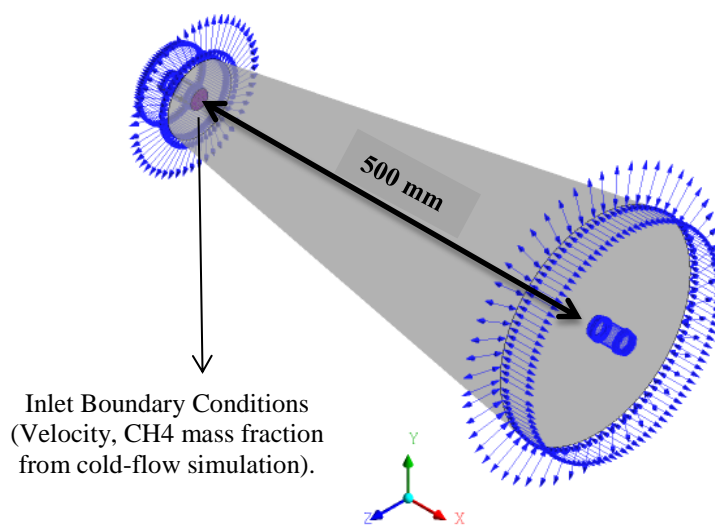 500 mm
Inlet Boundary Conditions
(Velocity, CH4 mass fraction
from cold-flow simulation).
Y
Z
X